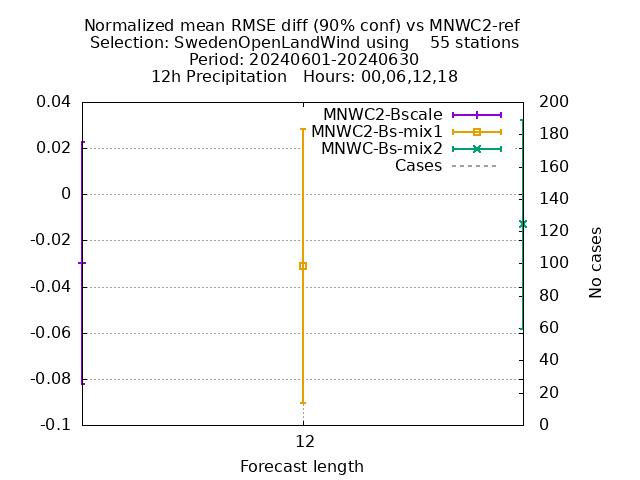 Normalized mean RMSE diff (90% conf) vs MNWC2-ref
Selection: SwedenOpenLandWind using    55 stations
Period: 20240601-20240630
12h Precipitation   Hours: 00,06,12,18
MNWC2-Bscale
MNWC2-Bs-mix1
MNWC-Bs-mix2
Cases
0.04
0.02
0
-0.02
-0.04
-0.06
-0.08
-0.1
200
180
160
140
120
100
80
60
40
20
0
No cases
12
Forecast length